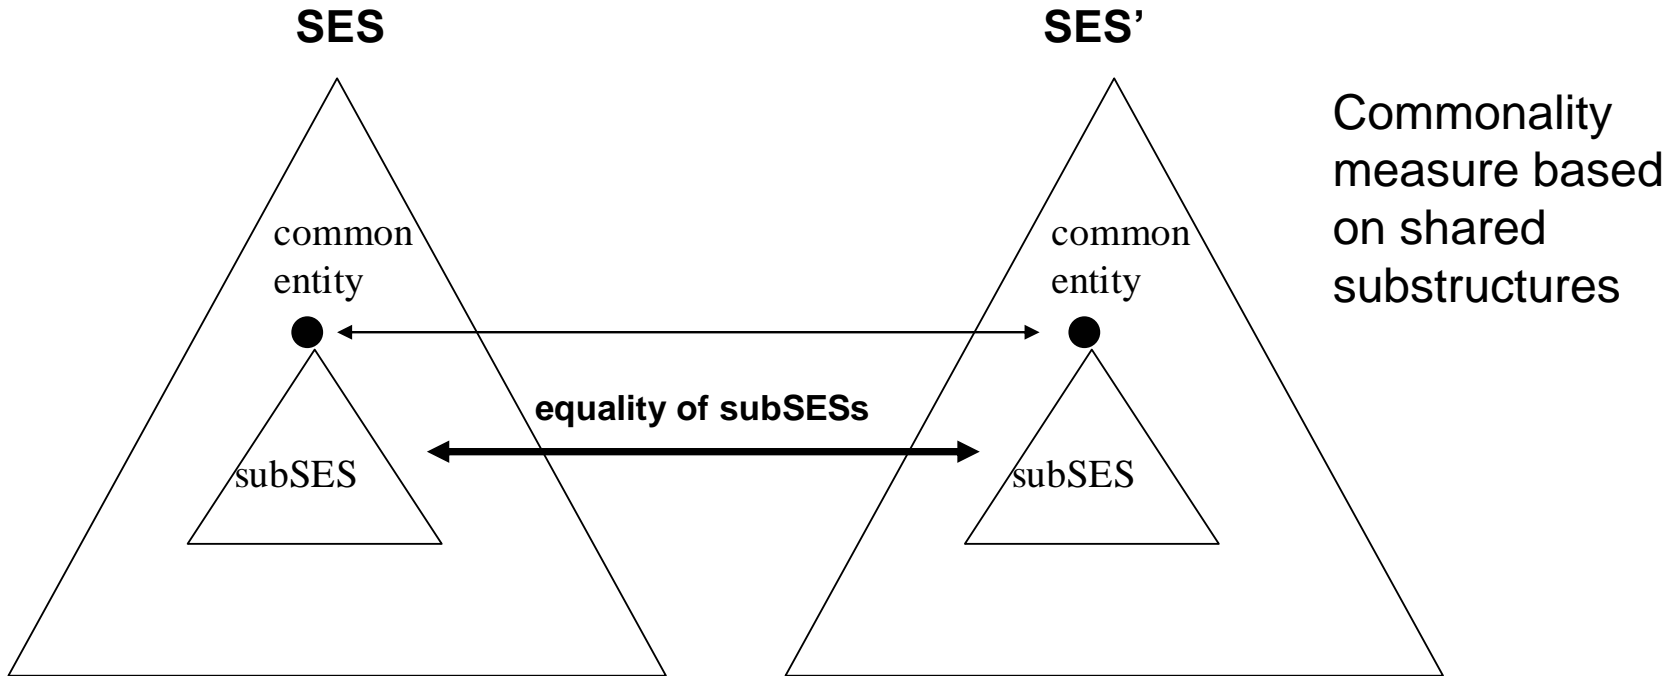 SES
SES’
Commonality
measure based
on shared
substructures
common
entity
common
entity
equality of subSESs
subSES
subSES